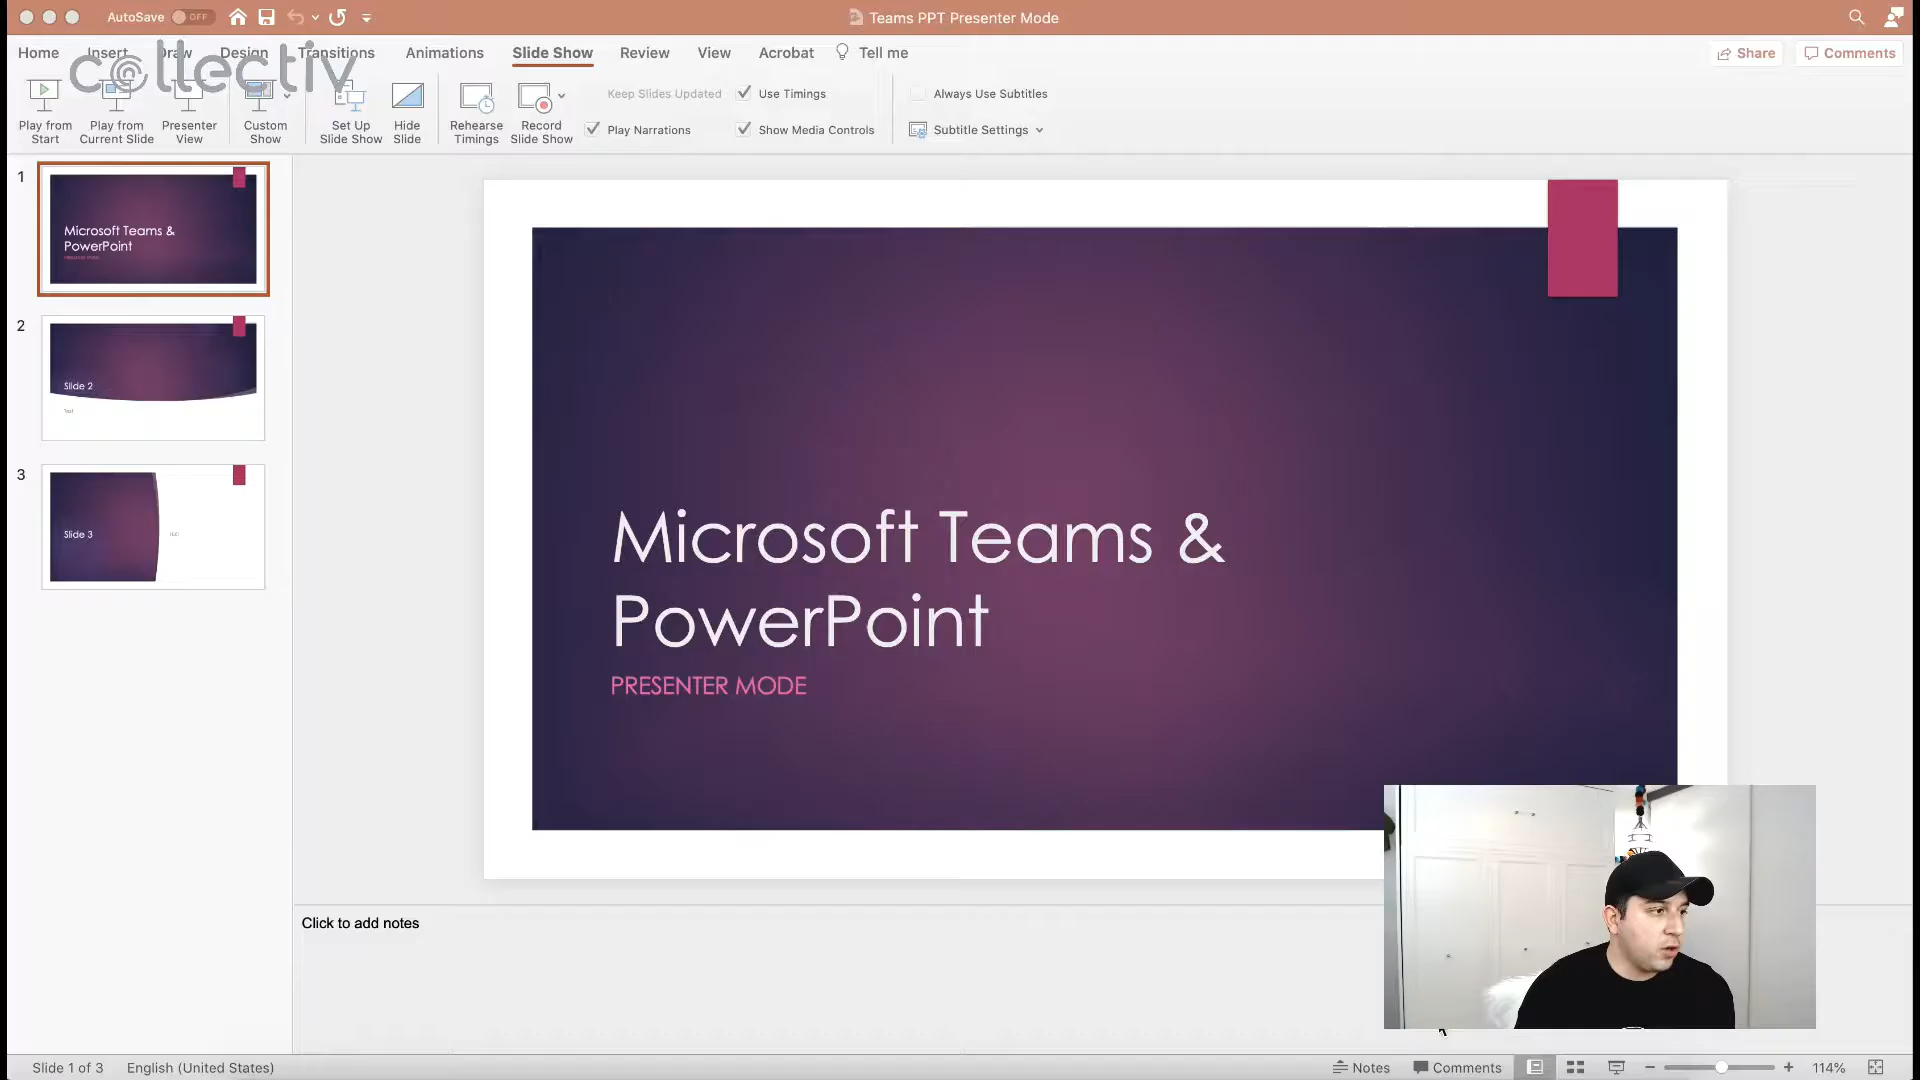 AutoSave OFF
Teams PPT Presenter Mode
Home Insert Draw Design Transitions Animations Slide Show Review View Acrobat Tell me
Share Comments
collectiv
Play from Start
Play from Current Slide
Presenter View
Custom Show
Set Up Slide Show
Hide Slide
Rehearse Timings
Record Slide Show
Keep Slides Updated
Use Timings
Play Narrations
Show Media Controls
Always Use Subtitles
Subtitle Settings
1
Microsoft Teams &
PowerPoint
2
Slide 2
3
Slide 3
Microsoft Teams &
PowerPoint
PRESENTER MODE
Click to add notes
Slide 1 of 3
English (United States)
Notes
Comments
114%